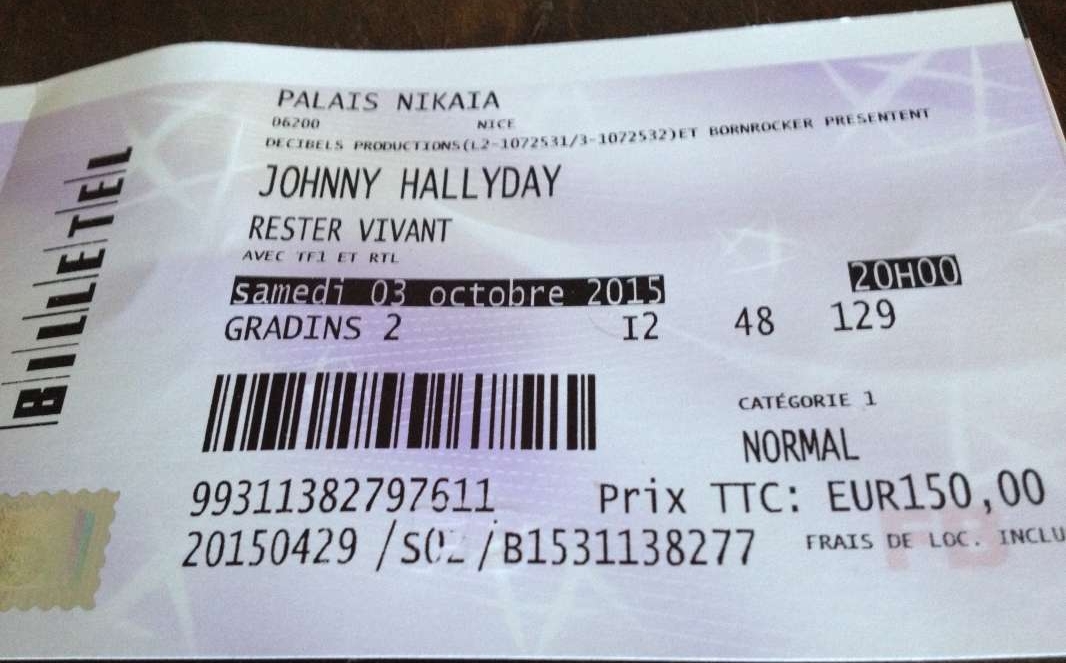 BILLETEL
PALAIS NIKAIA
06200 NICE
DECIBELS PRODUCTIONS(L2-1072531/3-1072532)ET BORNROCKER PRESENTENT
JOHNNY HALLYDAY
RESTER VIVANT
AVEC TF1 ET RTL
samedi 03 octobre 2015 20H00
GRADINS 2 I2 48 129
CATÉGORIE 1
NORMAL
99311382797611 Prix TTC: EUR150,00
20150429 / /B1531138277 FRAIS DE LOC. INCLU